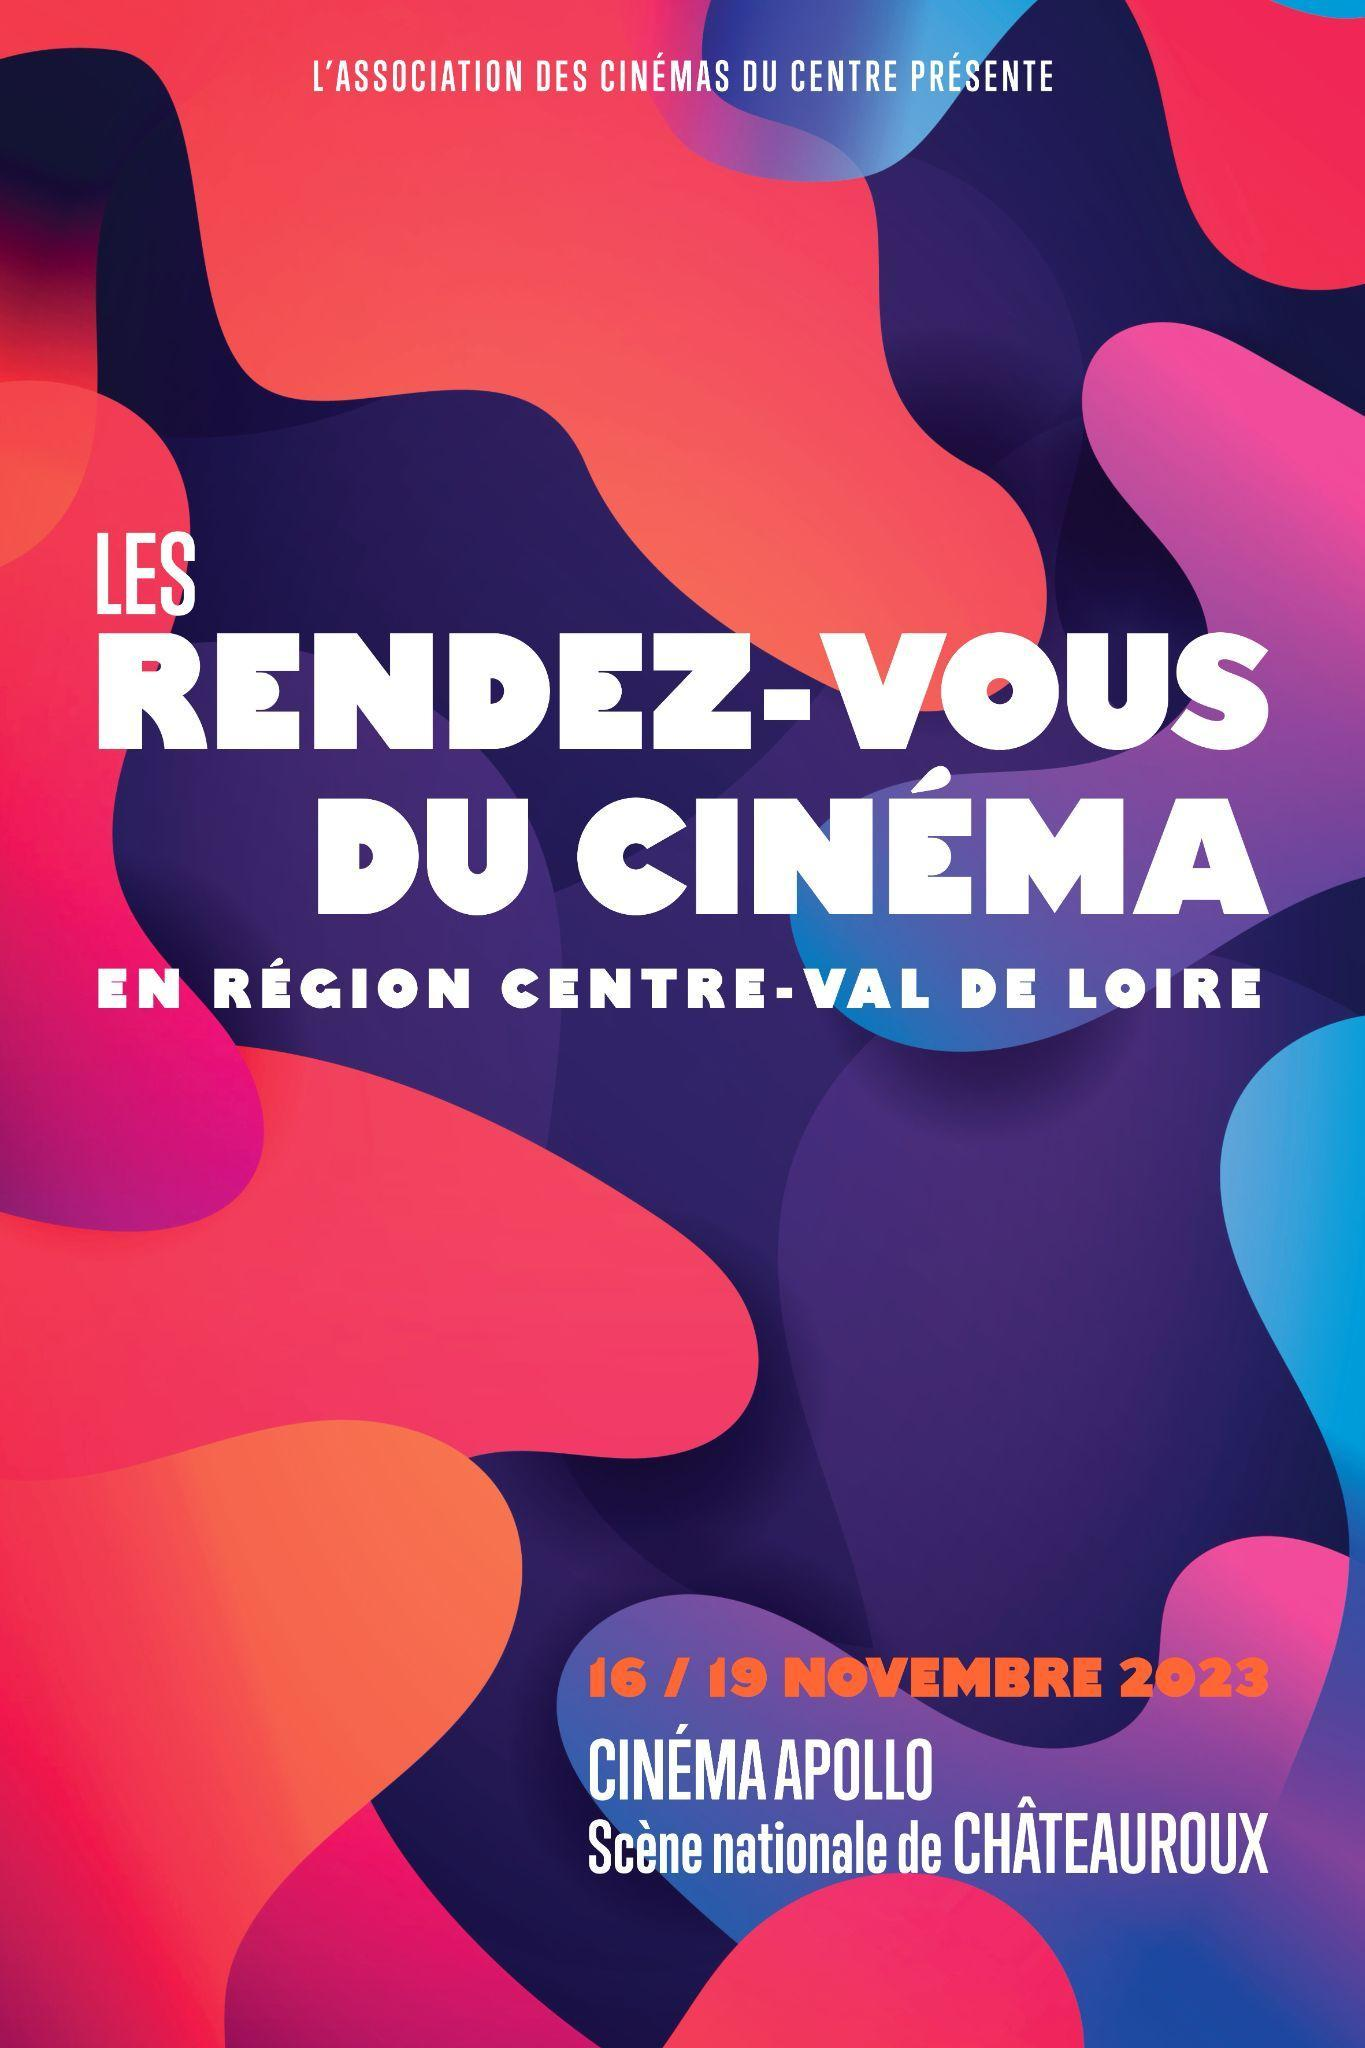 L'ASSOCIATION DES CINÉMAS DU CENTRE PRÉSENTE
LES
RENDEZ-VOUS
DU CINÉMA
EN RÉGION CENTRE-VAL DE LOIRE
16 / 19 NOVEMBRE 2023
CINÉMA APOLLO
Scène nationale de CHÂTEAUROUX